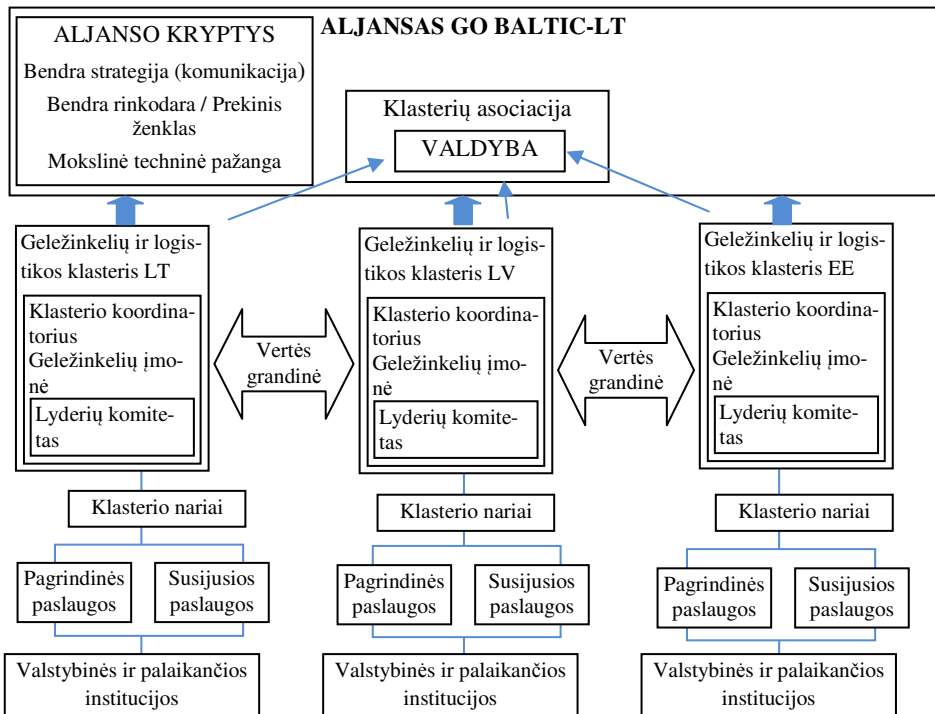 ALJANSAS GO BALTIC-LT
ALJANSO KRYPTYS
Bendra strategija (komunikacija)
Bendra rinkodara / Prekinis
ženklas
Mokslinė techninė pažanga
Klasterių asociacija
VALDYBA
Geležinkelių ir logis-
tikos klasteris LT
Klasterio koordina-
torius
Geležinkelių įmo-
nė
Lyderių komite-
tas
Vertės
grandinė
Geležinkelių ir logis-
tikos klasteris LV
Klasterio koordina-
torius
Geležinkelių įmo-
nė
Lyderių komite-
tas
Vertės
grandinė
Geležinkelių ir logis-
tikos klasteris EE
Klasterio koordina-
torius
Geležinkelių įmo-
nė
Lyderių komite-
tas
Klasterio nariai
Klasterio nariai
Klasterio nariai
Pagrindinės
paslaugos
Susijusios
paslaugos
Pagrindinės
paslaugos
Susijusios
paslaugos
Pagrindinės
paslaugos
Susijusios
paslaugos
Valstybinės ir palaikančios
institucijos
Valstybinės ir palaikančios
institucijos
Valstybinės ir palaikančios
institucijos